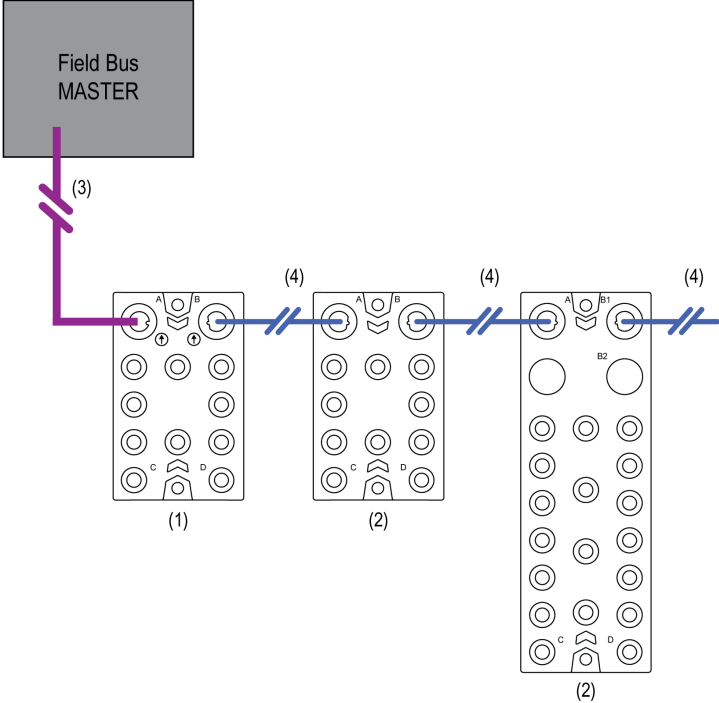 Field Bus
MASTER
(3)
(4)
(4)
(4)
A B
A B
A B1
B2
C D
C D
(1)
(2)
C D
(2)